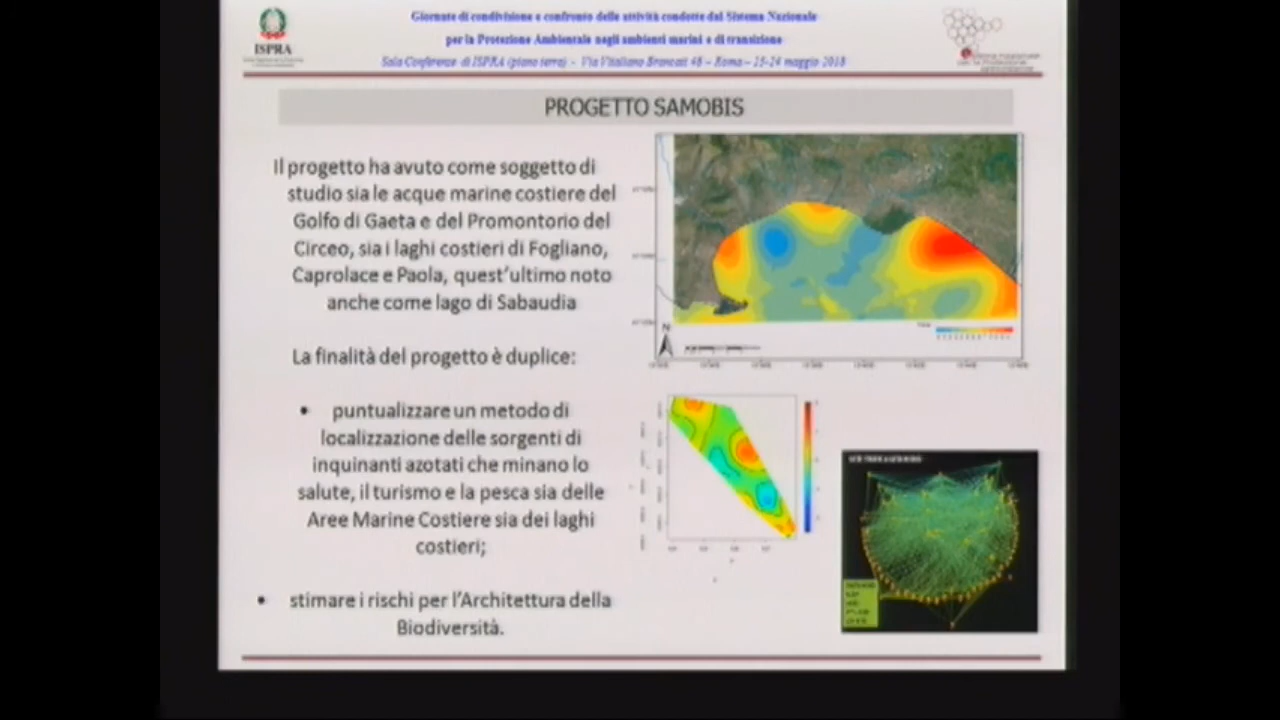 Giornate di condivisione e confronto delle attività condotte dal Sistema Nazionale
per la Protezione Ambientale negli ambienti marini e di transizione
Sala Conferenze di ISPRA (piano terra) - Via Vitaliano Brancati 48 – Roma – 23-24 maggio 2018
ISPRA
PROGETTO SAMOBIS
Il progetto ha avuto come soggetto di
studio sia le acque marine costiere del
Golfo di Gaeta e del Promontorio del
Circeo, sia i laghi costieri di Fogliano,
Caprolace e Paola, quest'ultimo noto
anche come lago di Sabaudia
La finalità del progetto è duplice:
• puntualizzare un metodo di
localizzazione delle sorgenti di
inquinanti azotati che minano lo
salute, il turismo e la pesca sia delle
Aree Marine Costiere sia dei laghi
costieri;
• stimare i rischi per l'Architettura della
Biodiversità.
N